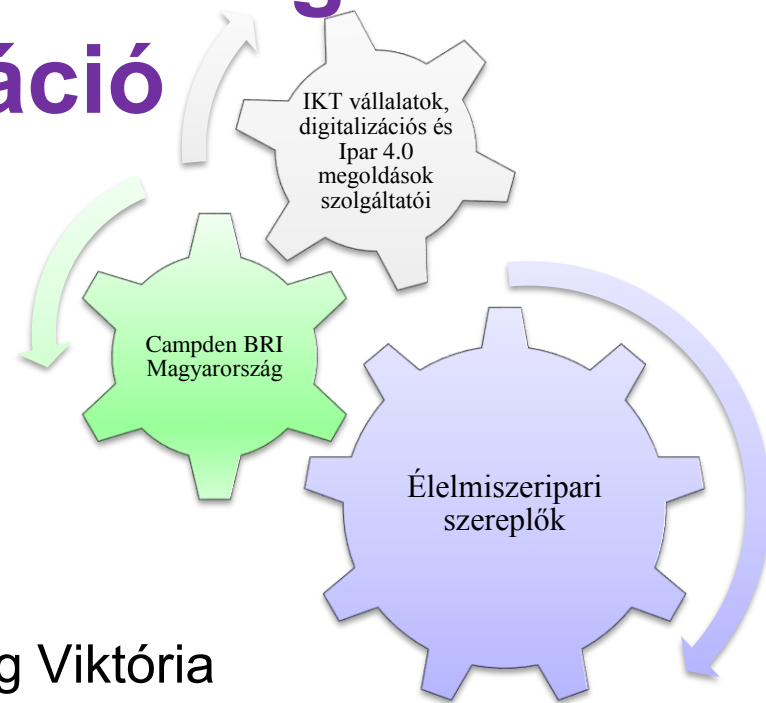 áció
IKT vállalatok,
digitalizációs és
Ipar 4.0
megoldások
szolgáltatói
Campden BRI
Magyarország
Élelmiszeripari
szereplők
g Viktória